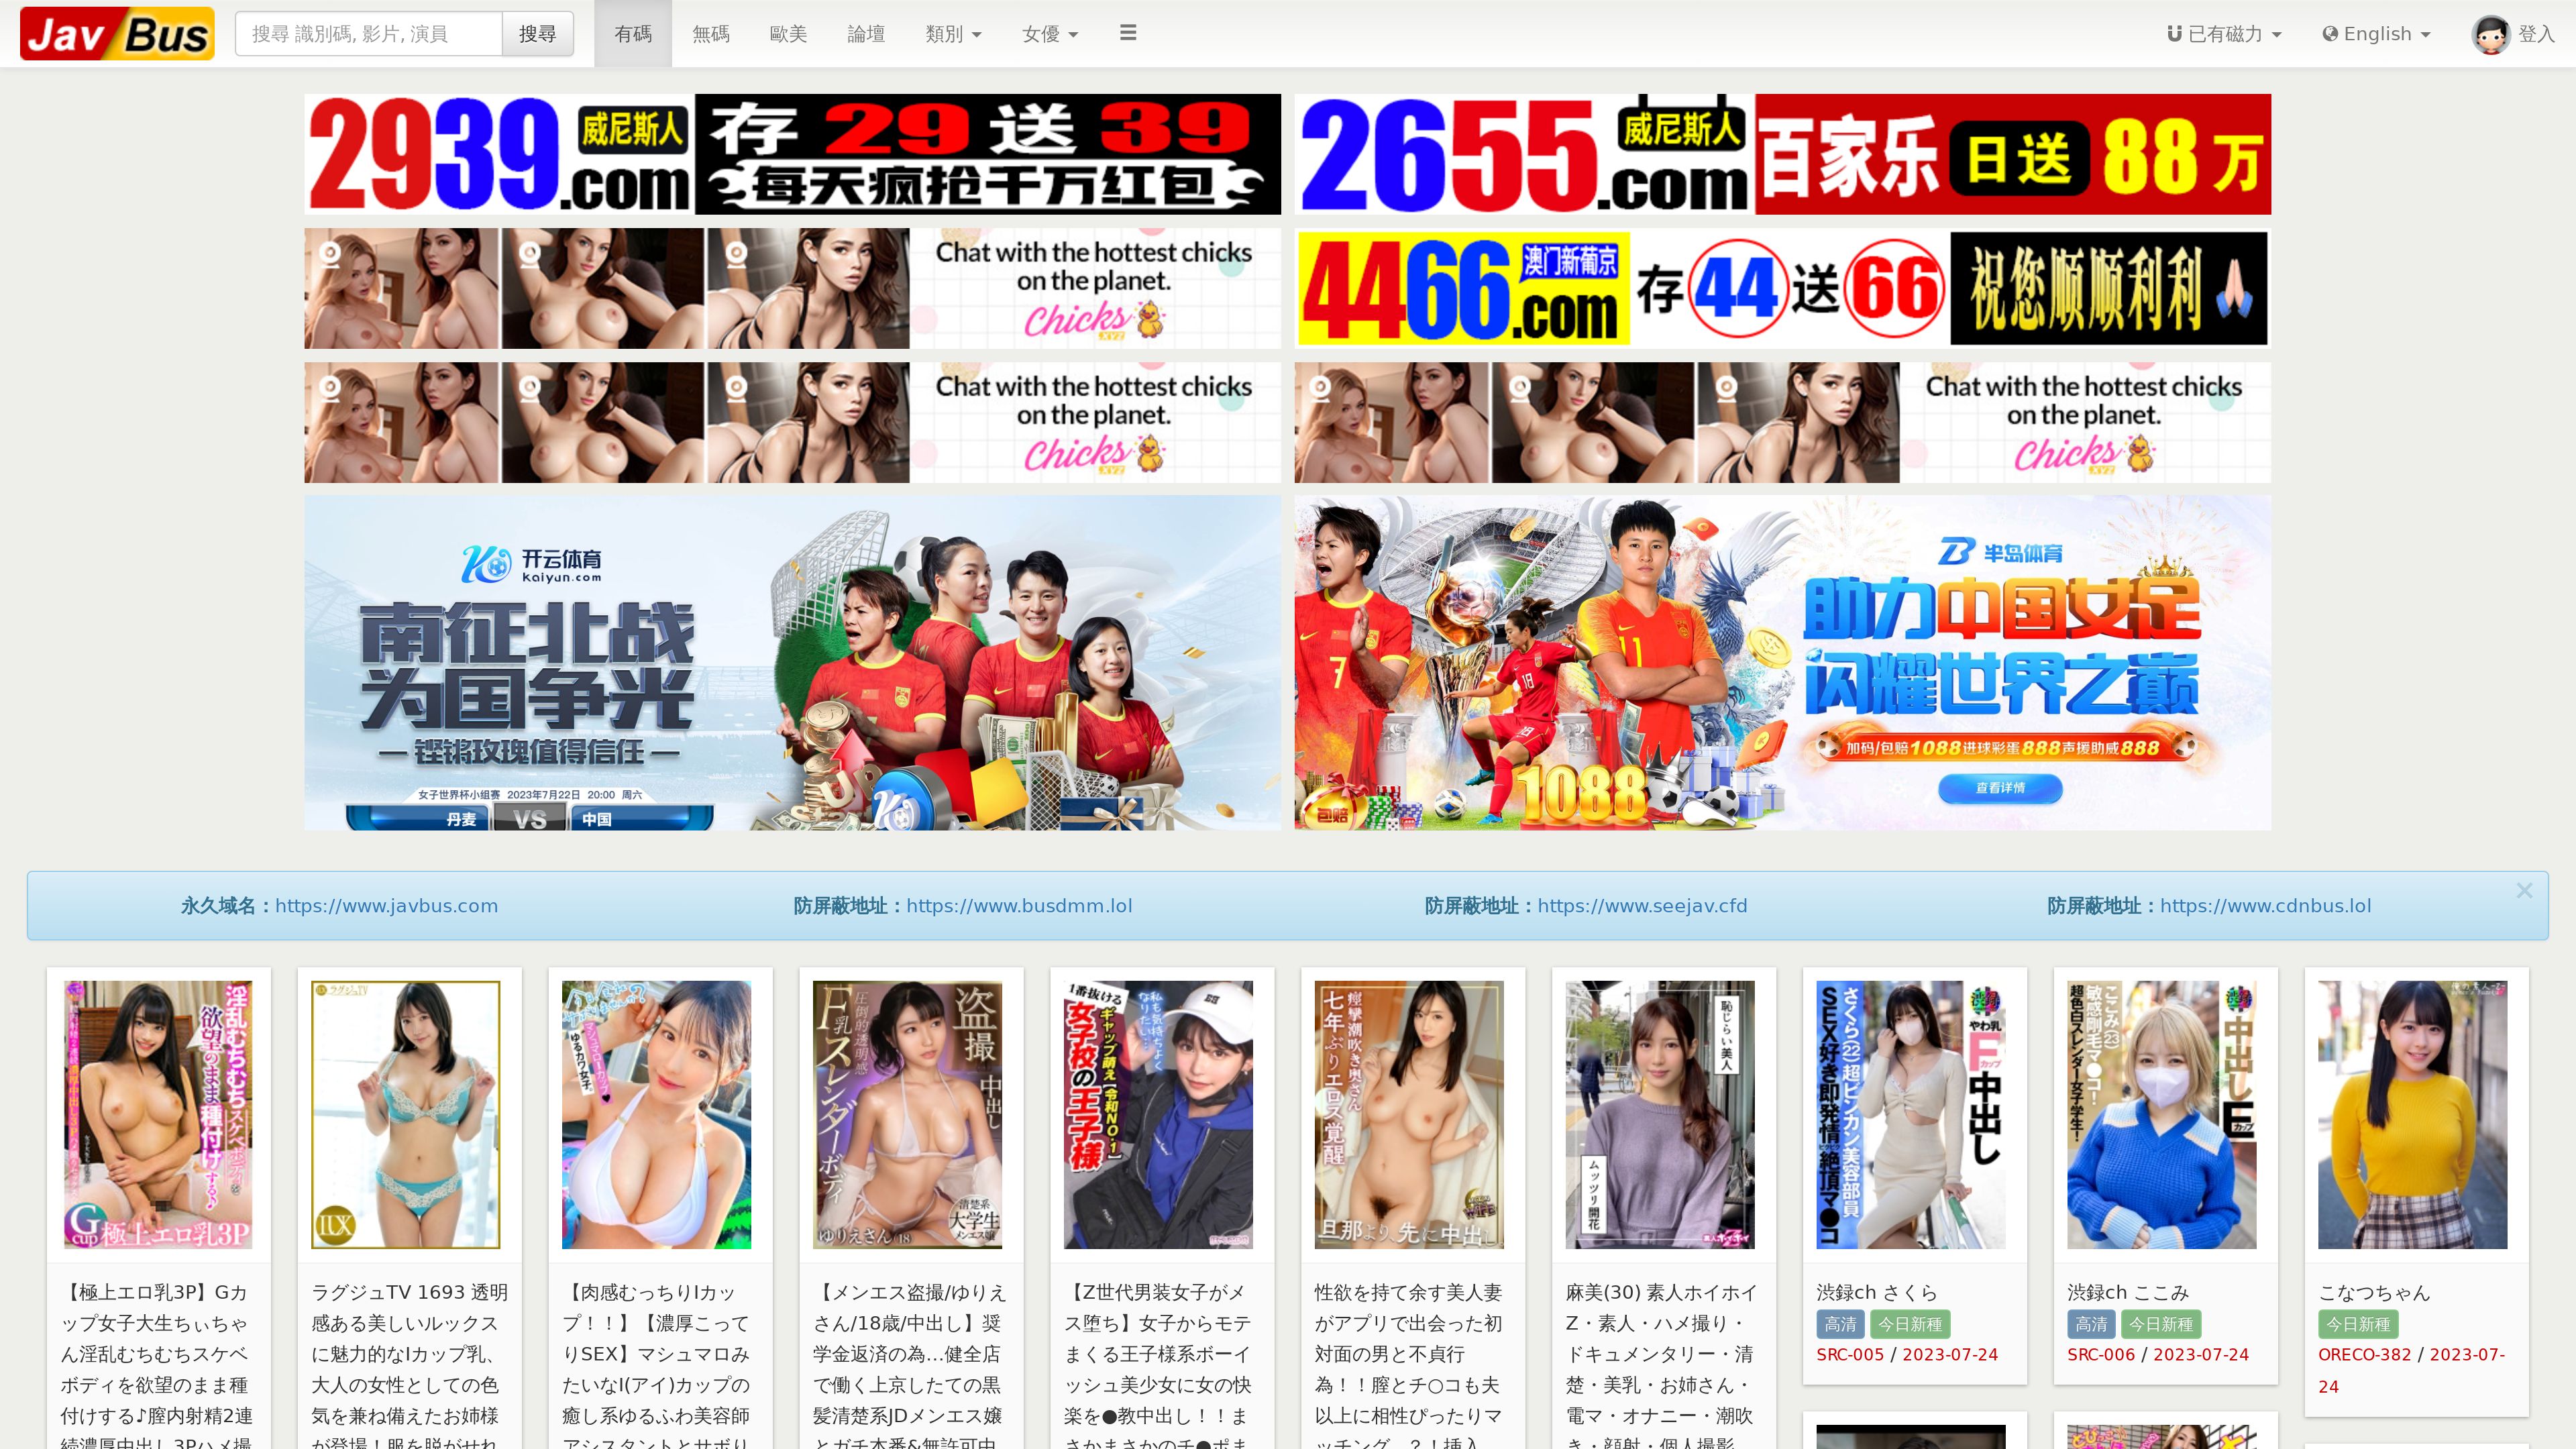 Jav Bus
搜尋 識別碼, 影片, 演員
搜尋
有碼
無碼
歐美
論壇
類別
女優
已有磁力
English
登入
2939.com
威尼斯人
存 29 送 39
每天疯抢千万红包
2655.com
威尼斯人
百家乐 日送 88 万
Chat with the hottest chicks
on the planet.
Chicks
.XYZ
4466.com
澳门新葡京
存 44 送 66
祝您顺顺利利
Chat with the hottest chicks
on the planet.
Chicks
.XYZ
Chat with the hottest chicks
on the planet.
Chicks
.XYZ
开云体育
Kaiyun.com
南征北战
为国争光
铿锵玫瑰值得信任
女子世界杯小组赛 2023年7月22日 20:00 周六
丹麦 VS 中国
半岛体育
助力中国女足
闪耀世界之巅
加码/包赔1088进球彩蛋888声援助威888
查看详情
1088
包赔
永久域名：https://www.javbus.com
防屏蔽地址：https://www.busdmm.lol
防屏蔽地址：https://www.seejav.cfd
防屏蔽地址：https://www.cdnbus.lol
×
【極上エロ乳3P】Gカ
ップ女子大生ちぃちゃ
ん淫乱むちむちスケベ
ボディを欲望のまま種
付けする♪膣内射精2連
続濃厚中出し3Pハメ撮
ラグジュTV 1693 透明
感ある美しいルックス
に魅力的なIカップ乳、
大人の女性としての色
気を兼ね備えたお姉様
が登場！服を脱がせれ
【肉感むっちりIカッ
プ！！】【濃厚こって
りSEX】マシュマロみ
たいなI(アイ)カップの
癒し系ゆるふわ美容師
アシスタントとサボり
【メンエス盗撮/ゆりえ
さん/18歳/中出し】奨
学金返済の為…健全店
で働く上京したての黒
髪清楚系JDメンエス嬢
とガチ本番&無許可中
【Z世代男装女子がメ
ス堕ち】女子からモテ
まくる王子様系ボーイ
ッシュ美少女に女の快
楽を●教中出し！！ま
さかまさかのチ●ポま
性欲を持て余す美人妻
がアプリで出会った初
対面の男と不貞行
為！！膣とチ○コも夫
以上に相性ぴったりマ
ッチング…？！挿入
麻美(30) 素人ホイホイ
Z・素人・ハメ撮り・
ドキュメンタリー・清
楚・美乳・お姉さん・
電マ・オナニー・潮吹
き・顔射・個人撮影
渋録ch さくら
高清 今日新種
SRC-005 / 2023-07-24
渋録ch ここみ
高清 今日新種
SRC-006 / 2023-07-24
こなつちゃん
今日新種
ORECO-382 / 2023-07-
24